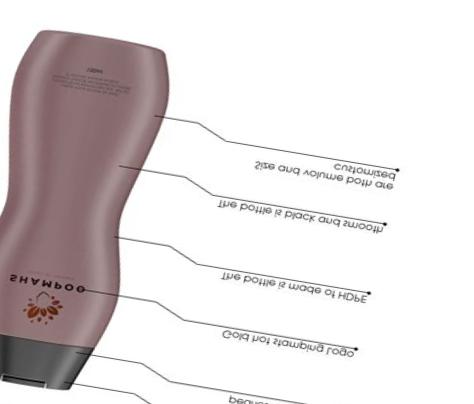 SHAMPOO
Gold hot stamping Logo
The bottle is made of HDPE
The bottle is black and smooth
Size and volume both are
customized